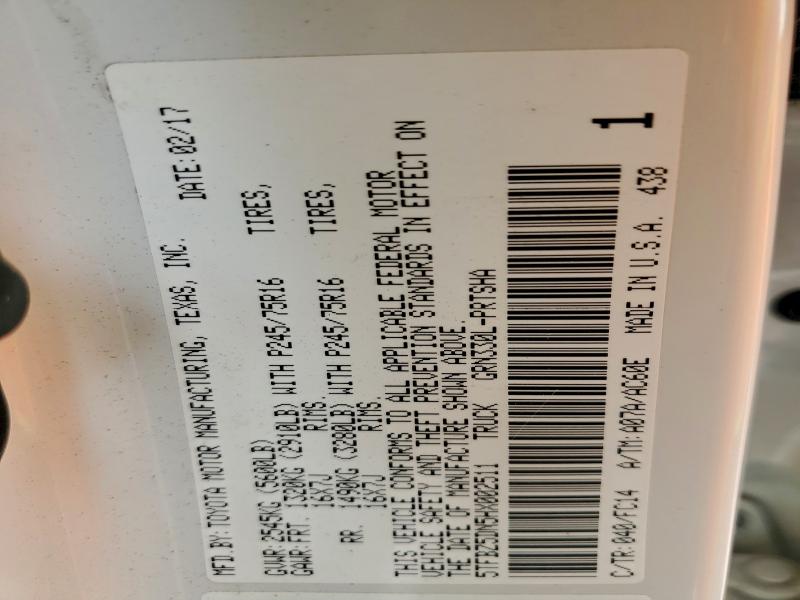 MFD.BY: TOYOTA MOTOR MANUFACTURING, TEXAS, INC. DATE: 02/17
GVWR: 2545KG (5600LB)
GAWR: FRT. 1320KG (2910LB) WITH P245/75R16 TIRES,
16X7J RIMS.
RR. 1490KG (3280LB) WITH P245/75R16 TIRES,
16X7J RIMS.
THIS VEHICLE CONFORMS TO ALL APPLICABLE FEDERAL MOTOR
VEHICLE SAFETY AND THEFT PREVENTION STANDARDS IN EFFECT ON
THE DATE OF MANUFACTURE SHOWN ABOVE.
5TFBZ5DN5HX002511 TRUCK GRN330L-PRTSHA
1
C/TR: 040/FC14 A/TM: A07A/AC60E MADE IN U.S.A. 438